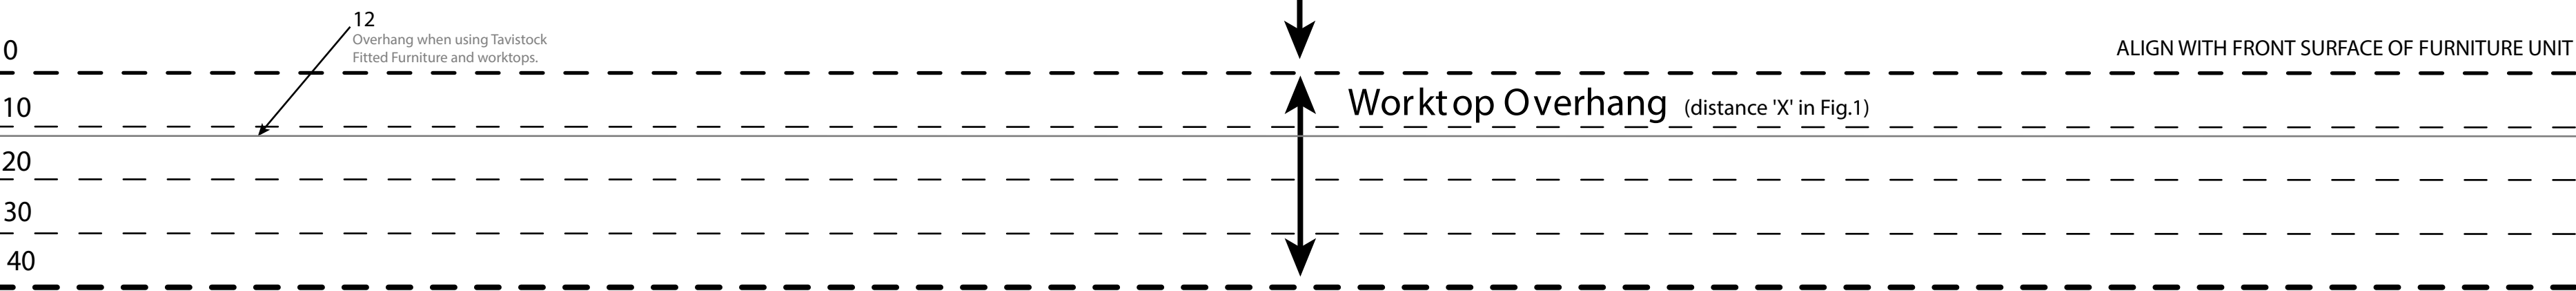 12
Overhang when using Tavistock
Fitted Furniture and worktops.
0
ALIGN WITH FRONT SURFACE OF FURNITURE UNIT
10
Worktop Overhang (distance 'X' in Fig.1)
20
30
40